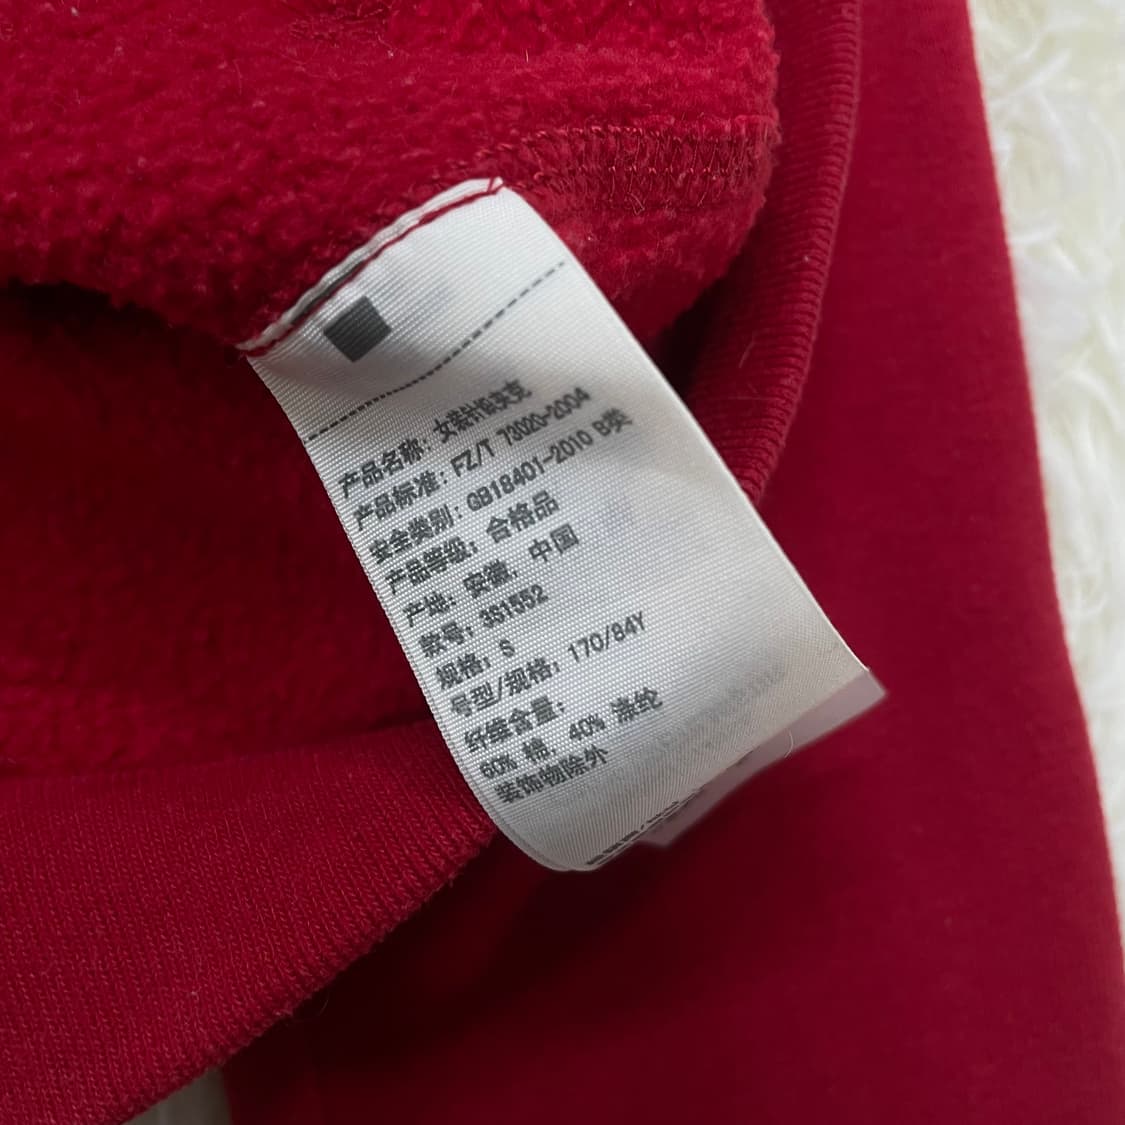 产品名称: 女装针织夹克
产品标准: FZ/T 73020-2004
安全类别: GB18401-2010 B类
产品等级: 合格品
产地: 安徽, 中国
款号: 3S1552
规格: S
号型/规格: 170/84Y
纤维含量:
60% 棉, 40% 涤纶
装饰物除外